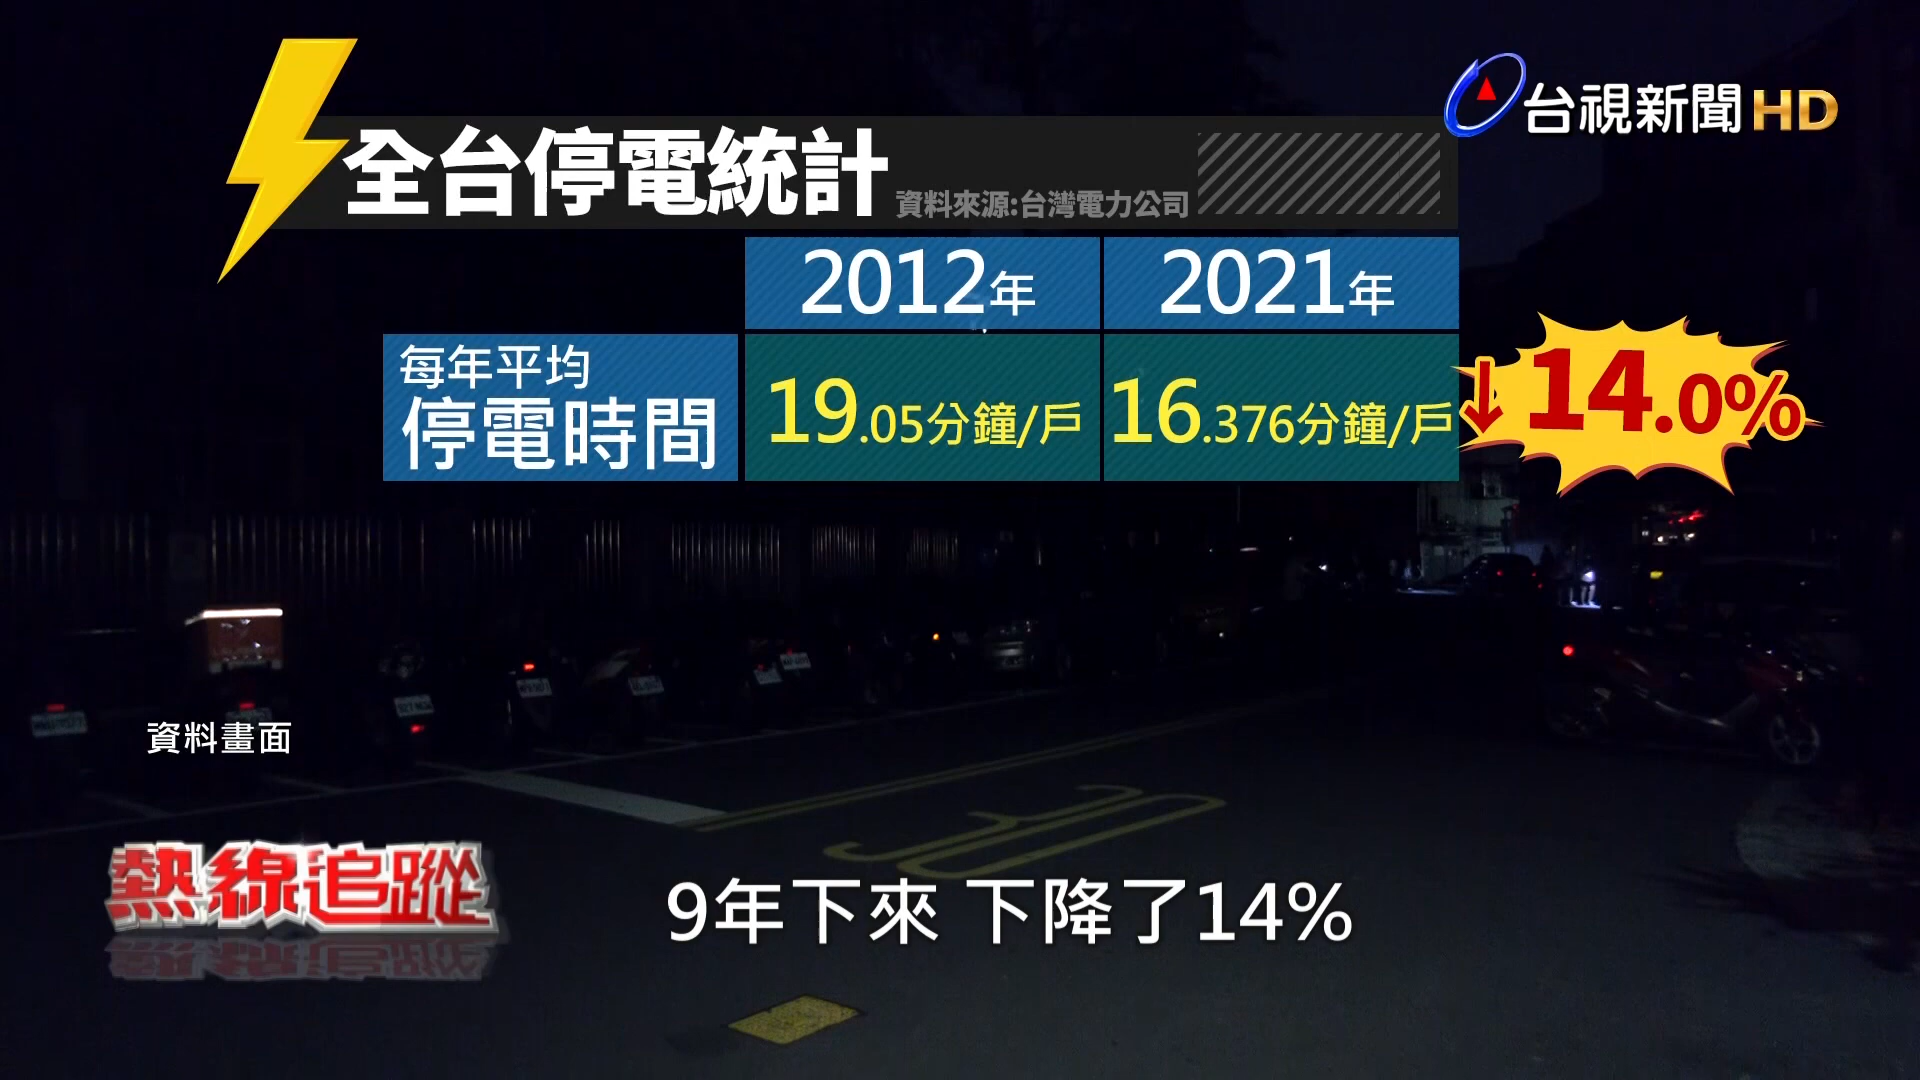 台視新聞HD
全台停電統計
資料來源:台灣電力公司
2012年 2021年
每年平均
停電時間
19.05分鐘/戶 16.376分鐘/戶 ↓14.0%
資料畫面
熱線追蹤
9年下來 下降了14%